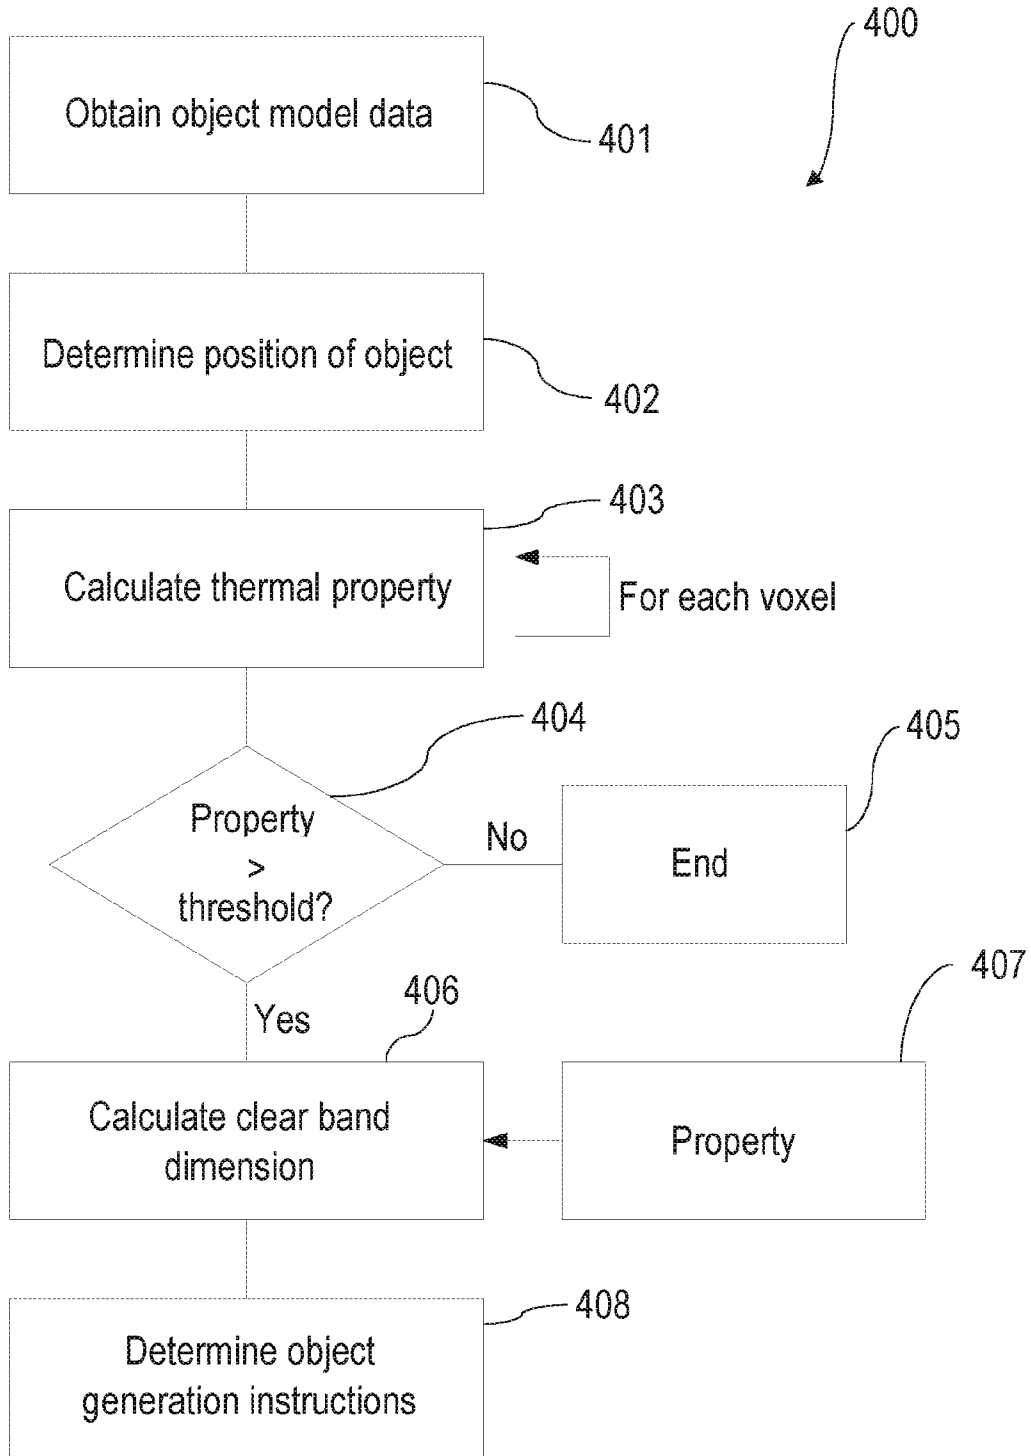 400
Obtain object model data
401
Determine position of object
402
403
Calculate thermal property
For each voxel
404
Property
>
threshold?
No
405
End
Yes
406
407
Calculate clear band
dimension
Property
408
Determine object
generation instructions